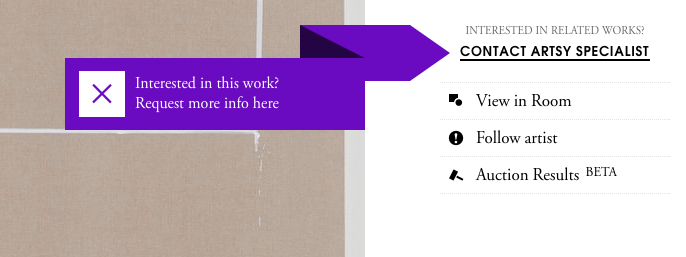 INTERESTED IN RELATED WORKS?
CONTACT ARTSY SPECIALIST
Interested in this work?
Request more info here
View in Room
Follow artist
Auction Results BETA